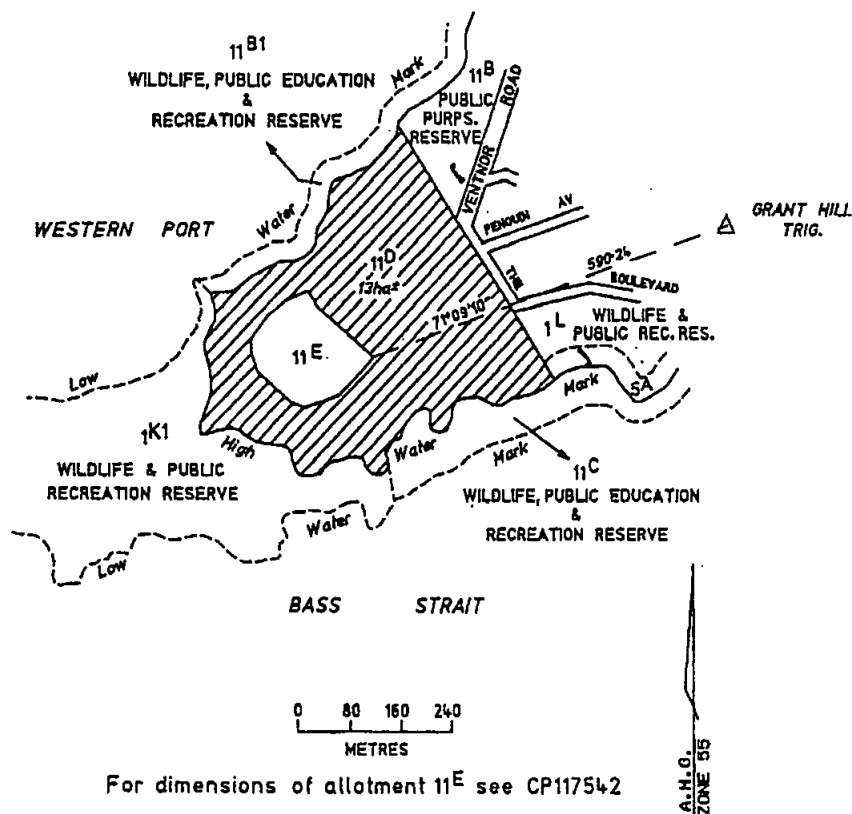 11B1
WILDLIFE, PUBLIC EDUCATION
&
RECREATION RESERVE
Mark
11B
PUBLIC
PURPS.
RESERVE
VENTNOR ROAD
WESTERN PORT
Water
PIENOUDI AV
GRANT HILL
TRIG.
11D
13ha±
590·24
THE BOULEVARD
71°09'10"
1L
WILDLIFE &
PUBLIC REC. RES.
11E
Low
Mark
5A
1K1
High
WILDLIFE & PUBLIC
RECREATION RESERVE
Water
Mark
11C
WILDLIFE, PUBLIC EDUCATION
&
RECREATION RESERVE
Water
Low
BASS STRAIT
0 80 160 240
METRES
A.M.G.
ZONE 55
For dimensions of allotment 11E see CP117542